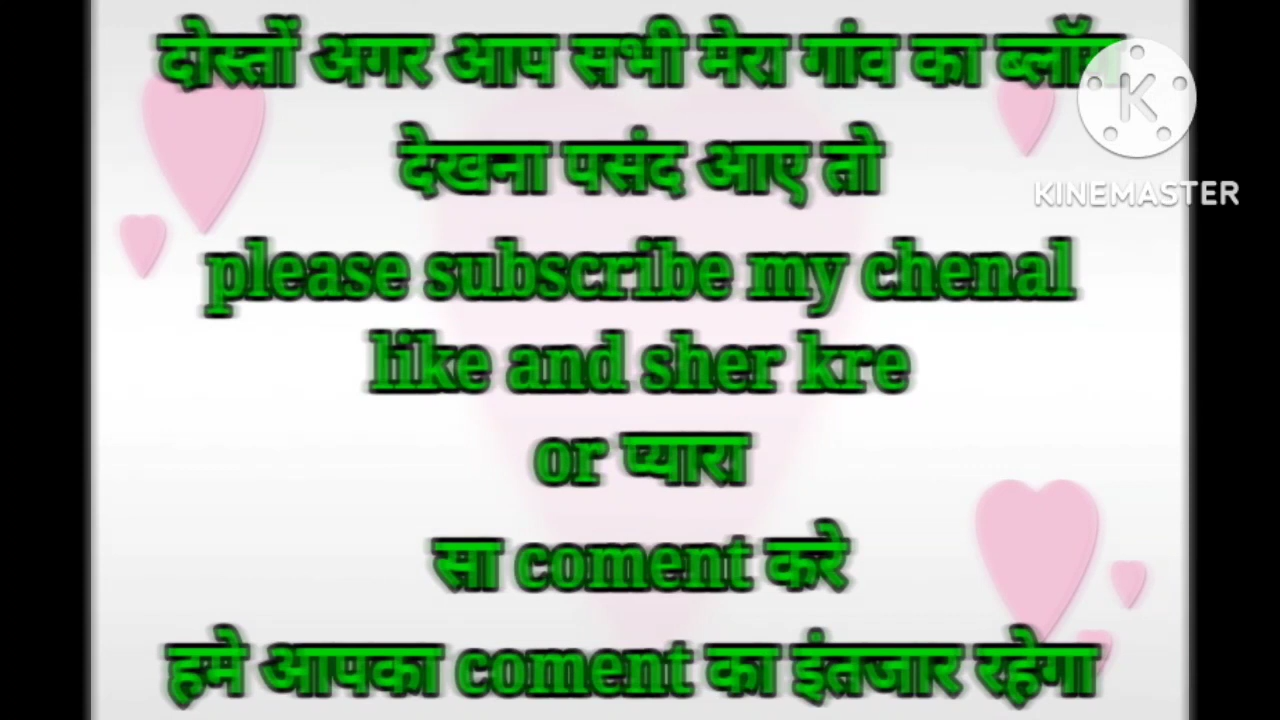 दोस्तों अगर आप सभी मेरा गांव का ब्लॉग
देखना पसंद आए तो
please subscribe my chenal
like and sher kre
or प्यारा
सा coment करे
हमे आपका coment का इंतजार रहेगा
KINEMASTER